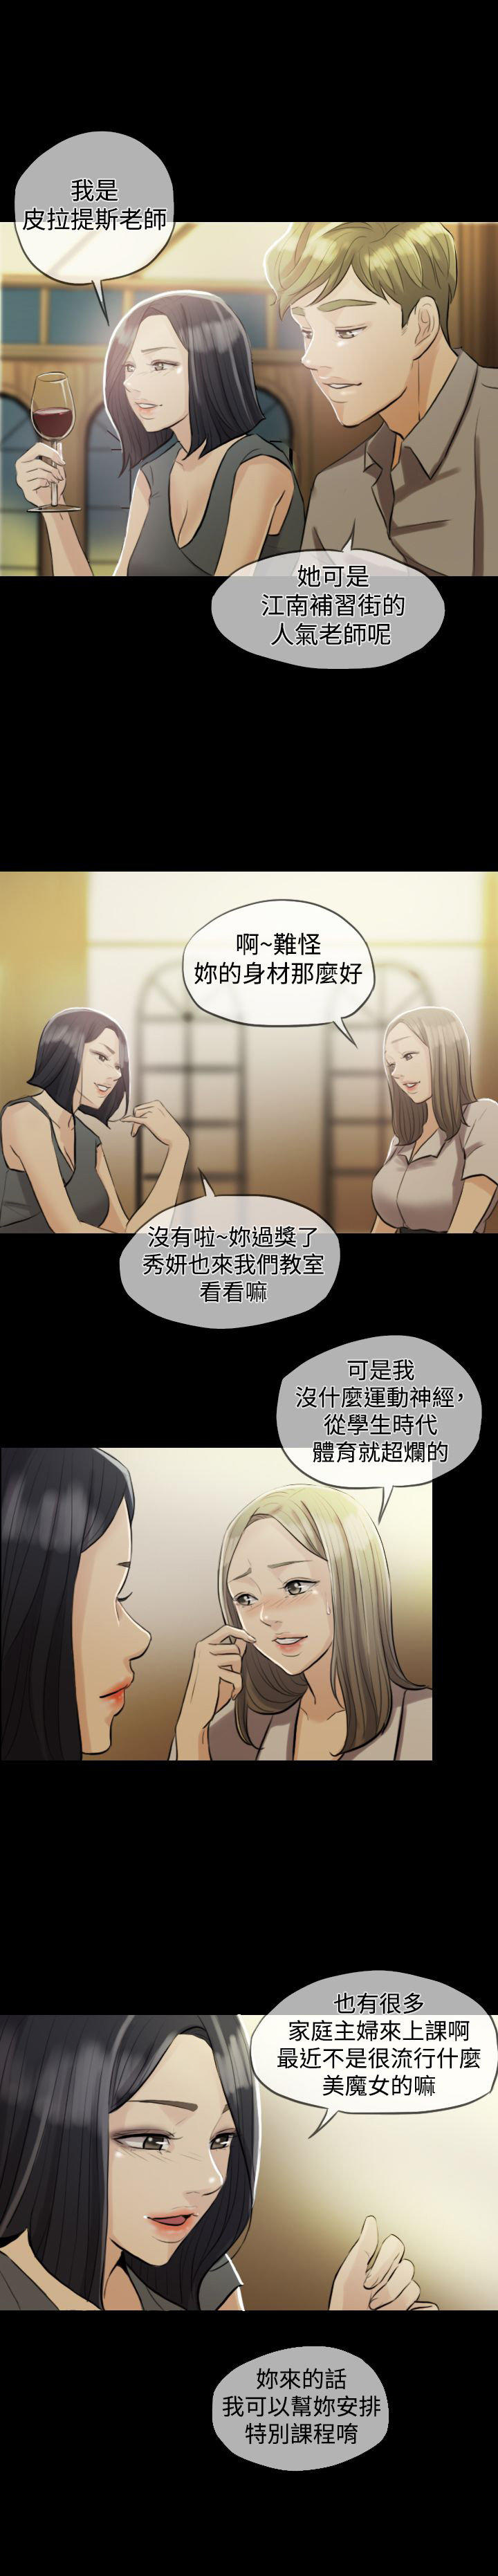 我是
皮拉提斯老師
她可是
江南補習街的
人氣老師呢
啊~難怪
妳的身材那麼好
沒有啦~妳過獎了
秀妍也來我們教室
看看嘛
可是我
沒什麼運動神經,
從學生時代
體育就超爛的
也有很多
家庭主婦來上課啊
最近不是很流行什麼
美魔女的嘛
妳來的話
我可以幫妳安排
特別課程唷